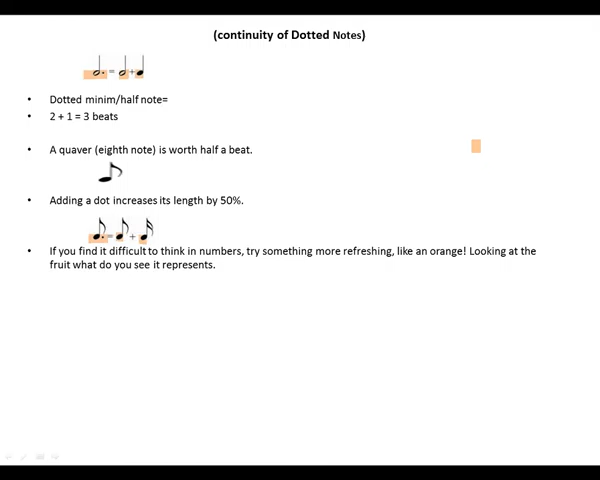 (continuity of Dotted Notes)
= +
• Dotted minim/half note=
• 2 + 1 = 3 beats
• A quaver (eighth note) is worth half a beat.
• Adding a dot increases its length by 50%.
= +
• If you find it difficult to think in numbers, try something more refreshing, like an orange! Looking at the
fruit what do you see it represents.